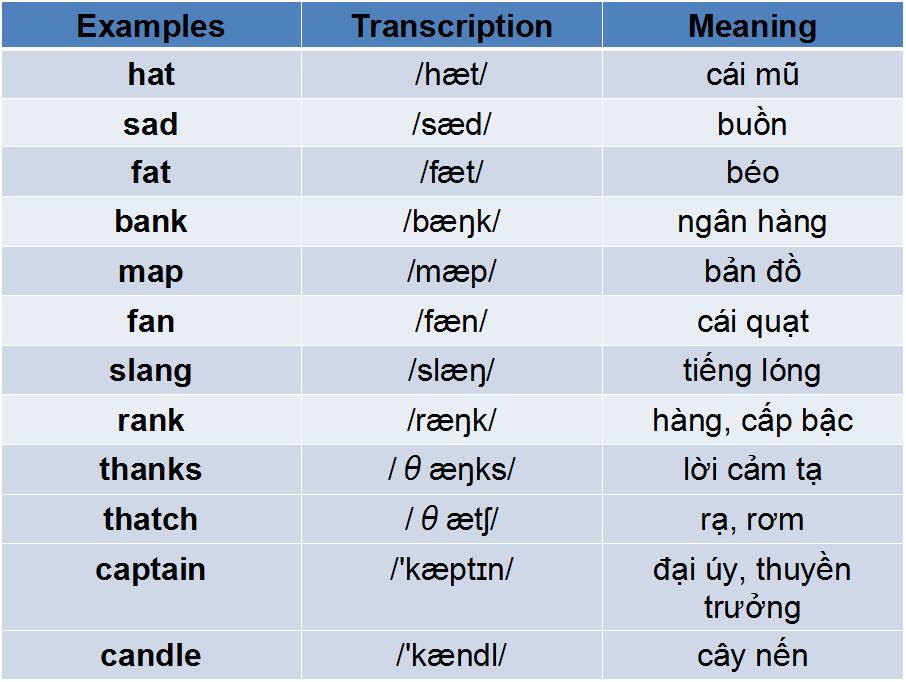 Examples Transcription Meaning
hat /hæt/ cái mũ
sad /sæd/ buồn
fat /fæt/ béo
bank /bæŋk/ ngân hàng
map /mæp/ bản đồ
fan /fæn/ cái quạt
slang /slæŋ/ tiếng lóng
rank /ræŋk/ hàng, cấp bậc
thanks / θ æŋks/ lời cảm tạ
thatch / θ ætʃ/ rạ, rơm
captain /'kæptɪn/ đại úy, thuyền
trưởng
candle /'kændl/ cây nến